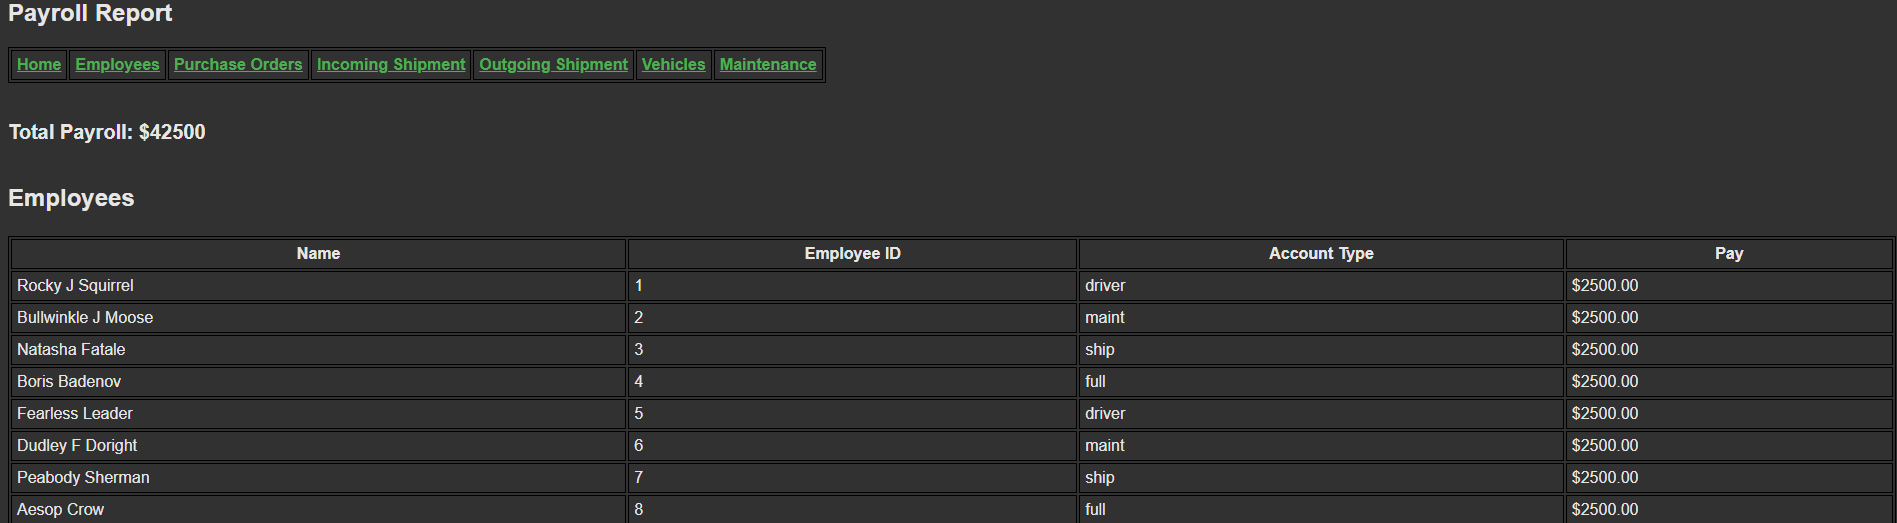 Payroll Report
Home Employees Purchase Orders Incoming Shipment Outgoing Shipment Vehicles Maintenance
Total Payroll: $42500
Employees
Name Employee ID Account Type Pay
Rocky J Squirrel 1 driver $2500.00
Bullwinkle J Moose 2 maint $2500.00
Natasha Fatale 3 ship $2500.00
Boris Badenov 4 full $2500.00
Fearless Leader 5 driver $2500.00
Dudley F Doright 6 maint $2500.00
Peabody Sherman 7 ship $2500.00
Aesop Crow 8 full $2500.00